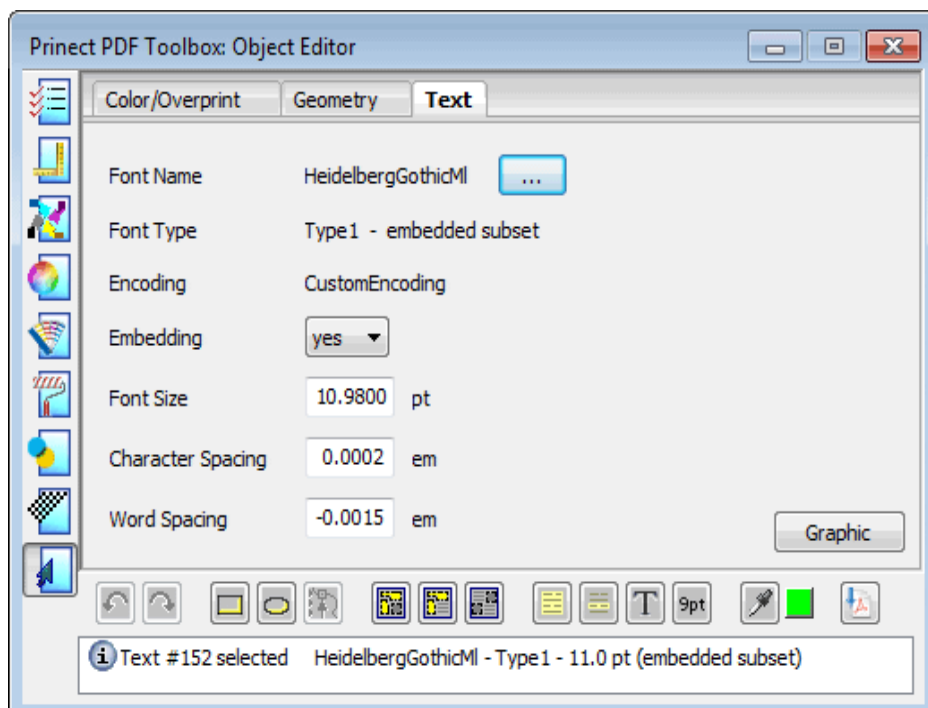 Prinect PDF Toolbox: Object Editor
Color/Overprint Geometry Text
Font Name HeidelbergGothicMl ...
Font Type Type1 - embedded subset
Encoding CustomEncoding
Embedding yes
Font Size 10.9800 pt
Character Spacing 0.0002 em
Word Spacing -0.0015 em
Graphic
T 9pt
i Text #152 selected HeidelbergGothicMl - Type1 - 11.0 pt (embedded subset)